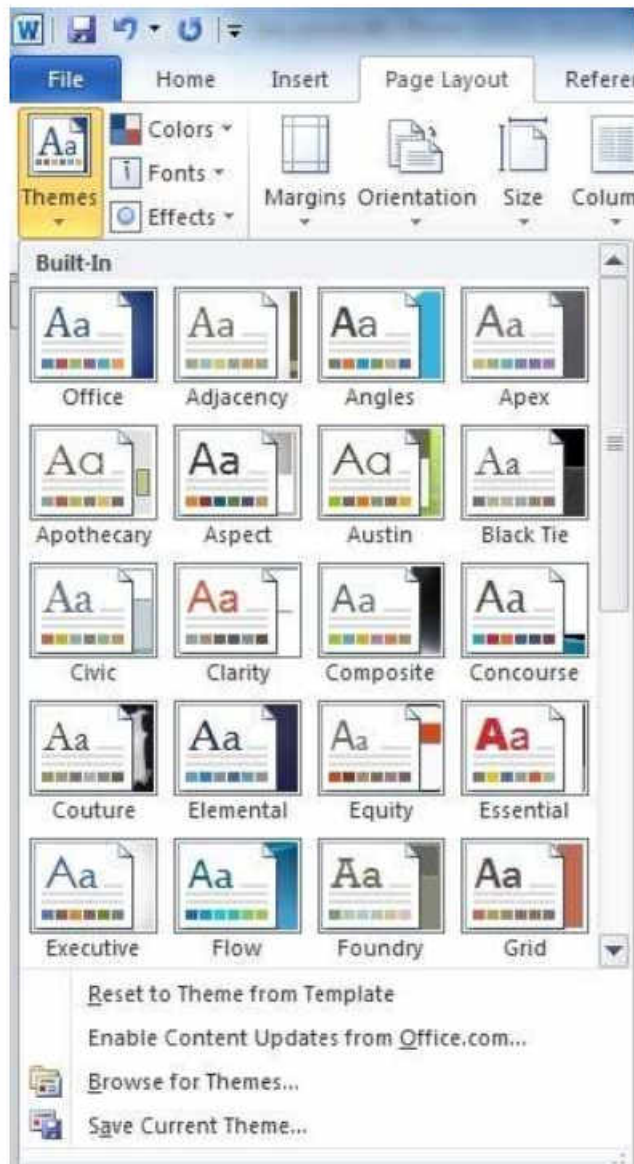 W
File Home Insert Page Layout Referen
Aa Colors
Fonts
Themes Effects Margins Orientation Size Colum
Built-In
Aa Aa Aa Aa
Office Adjacency Angles Apex
Aa Aa Aa Aa
Apothecary Aspect Austin Black Tie
Aa Aa Aa Aa
Civic Clarity Composite Concourse
Aa Aa Aa Aa
Couture Elemental Equity Essential
Aa Aa Aa Aa
Executive Flow Foundry Grid
Reset to Theme from Template
Enable Content Updates from Office.com...
Browse for Themes...
Save Current Theme...